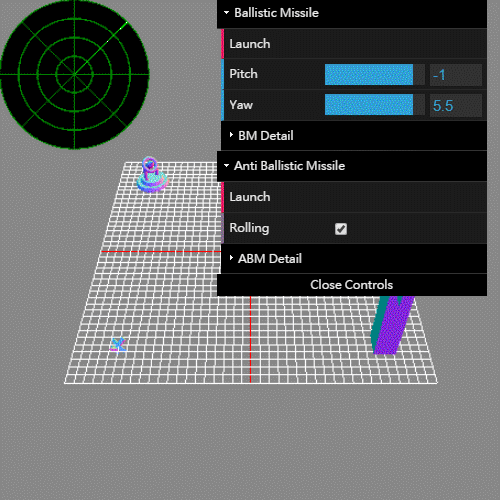 Ballistic Missile
Launch
Pitch -1
Yaw 5.5
BM Detail
Anti Ballistic Missile
Launch
Rolling
ABM Detail
Close Controls